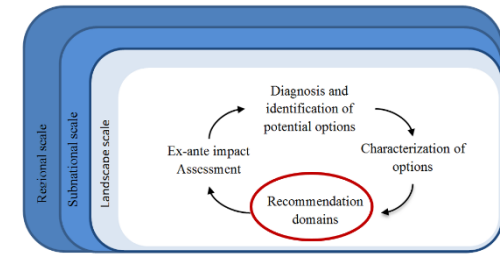 Regional scale
Subnational scale
Landscape scale
Diagnosis and
identification of
potential options
Characterization of
options
Recommendation
domains
Ex-ante impact
Assessment